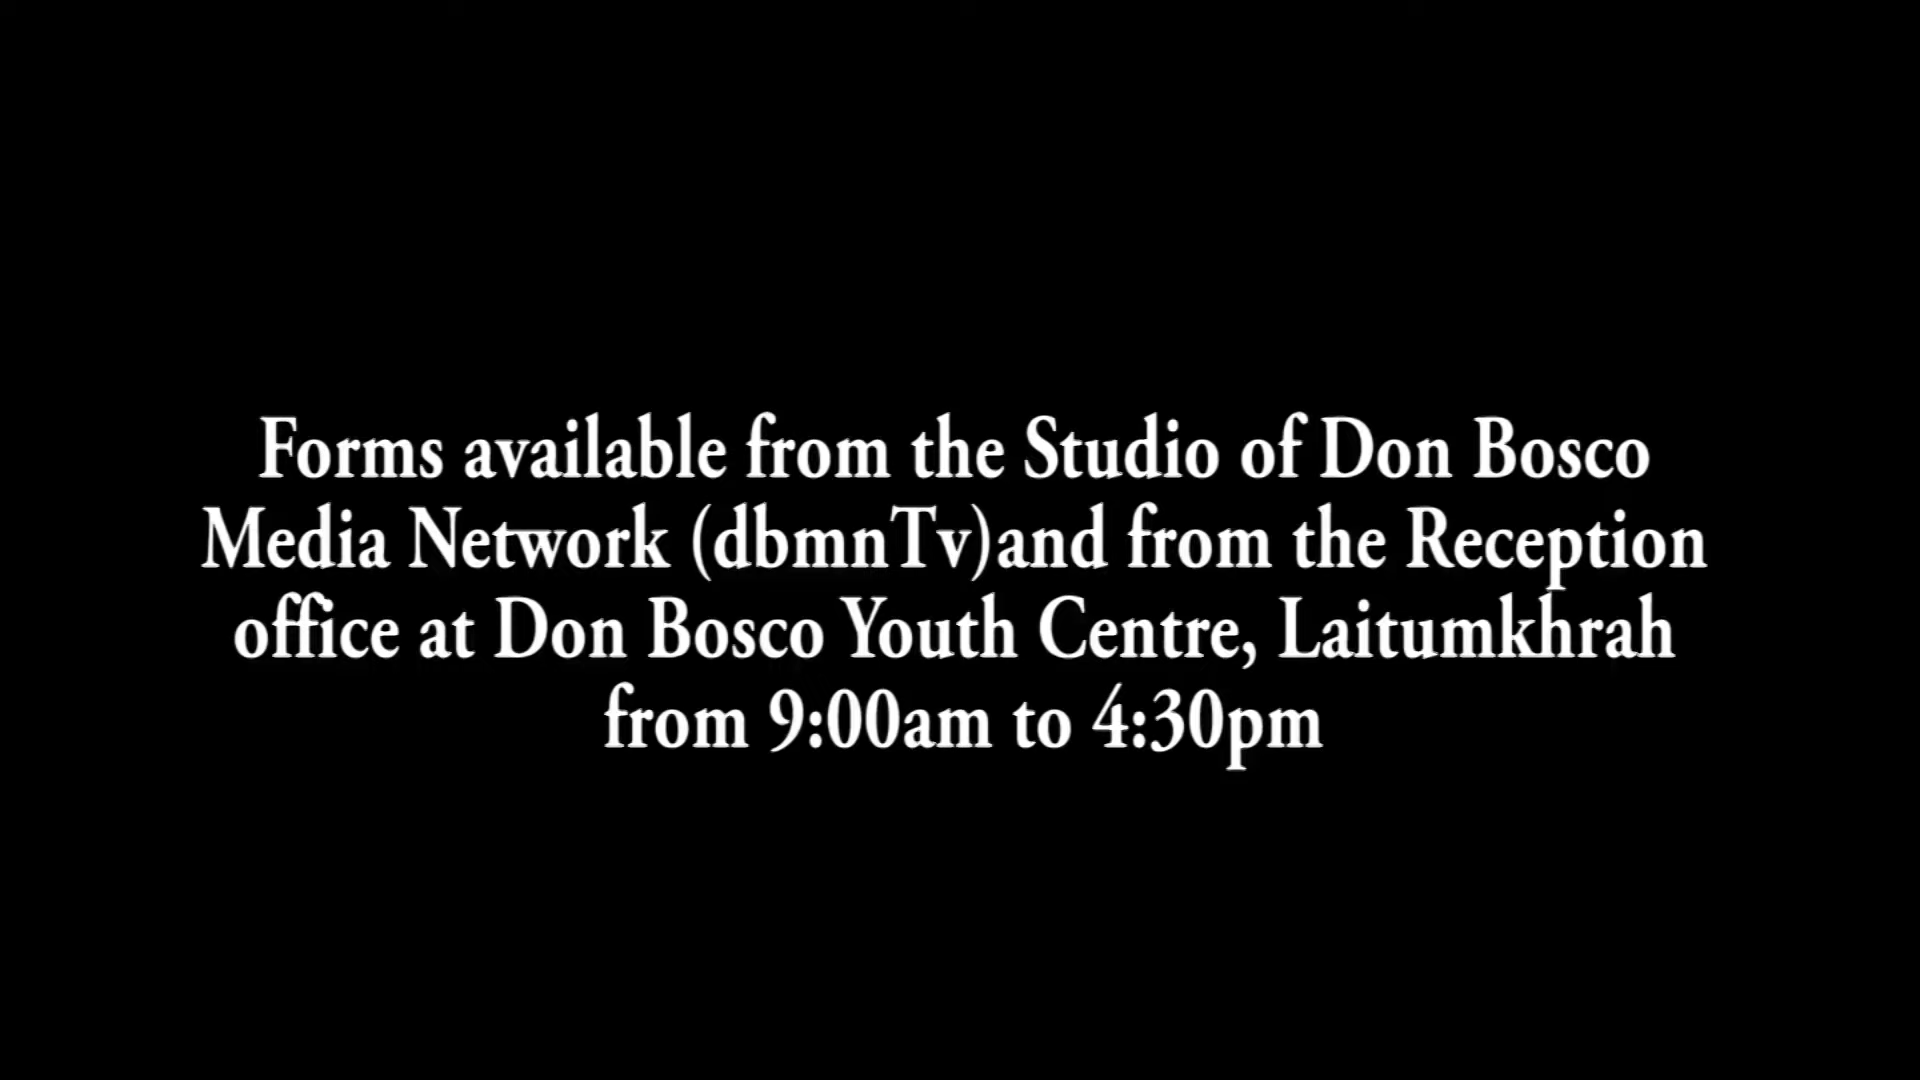 Forms available from the Studio of Don Bosco
Media Network (dbmnTv)and from the Reception
office at Don Bosco Youth Centre, Laitumkhrah
from 9:00am to 4:30pm